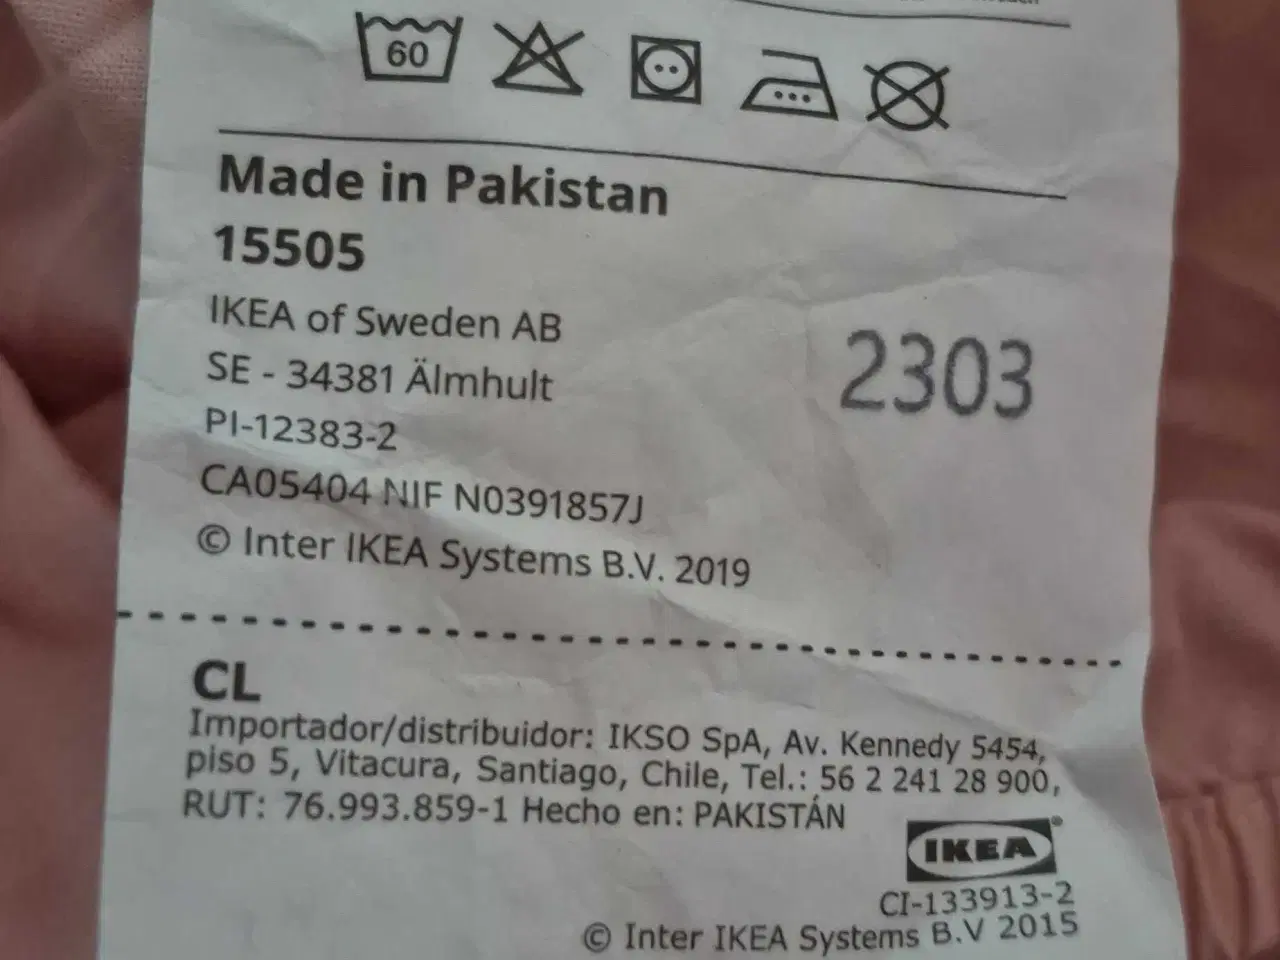 60
Made in Pakistan
15505
IKEA of Sweden AB
SE - 34381 Älmhult
2303
PI-12383-2
CA05404 NIF N0391857J
© Inter IKEA Systems B.V. 2019
CL
Importador/distribuidor: IKSO SpA, Av. Kennedy 5454,
piso 5, Vitacura, Santiago, Chile, Tel.: 56 2 241 28 900,
RUT: 76.993.859-1 Hecho en: PAKISTÁN
IKEA®
CI-133913-2
© Inter IKEA Systems B.V 2015